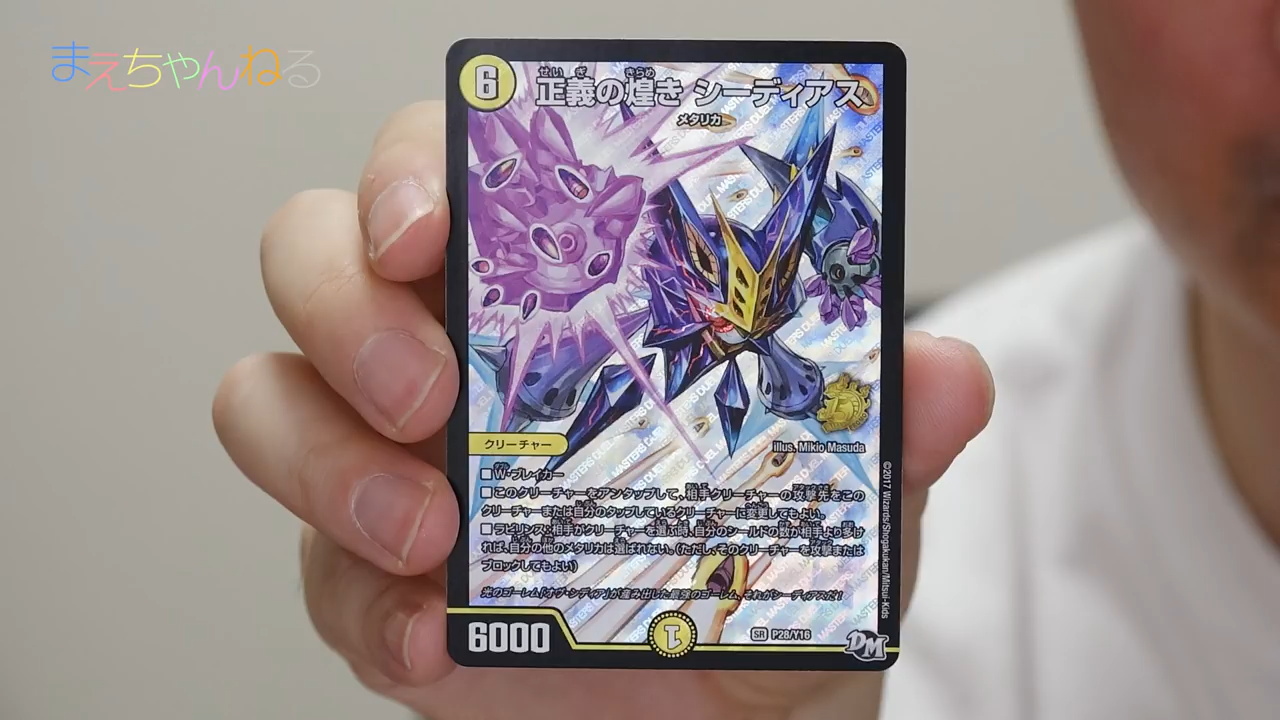 まえちゃんねる
6
せいぎ きらめ
正義の煌き シーディアス
メタリカ
クリーチャー
illus. Mikio Masuda
■W・ブレイカー
■このクリーチャーをアンタップして、相手クリーチャーの攻撃先をこの
クリーチャーまたは自分のタップしているクリーチャーに変更してもよい。
■ラビリンス:相手がクリーチャーを選ぶ時、自分のシールドの数が相手より多け
れば、自分の他のメタリカは選ばれない。(ただし、そのクリーチャーを攻撃または
ブロックしてもよい)
光のゴーレム「オヴ・シディア」が産み出した最強のゴーレム、それがシーディアスだ!
©2017 Wizards/Shogakukan/Mitsui-Kids
6000
1
SR P28/Y16
DM